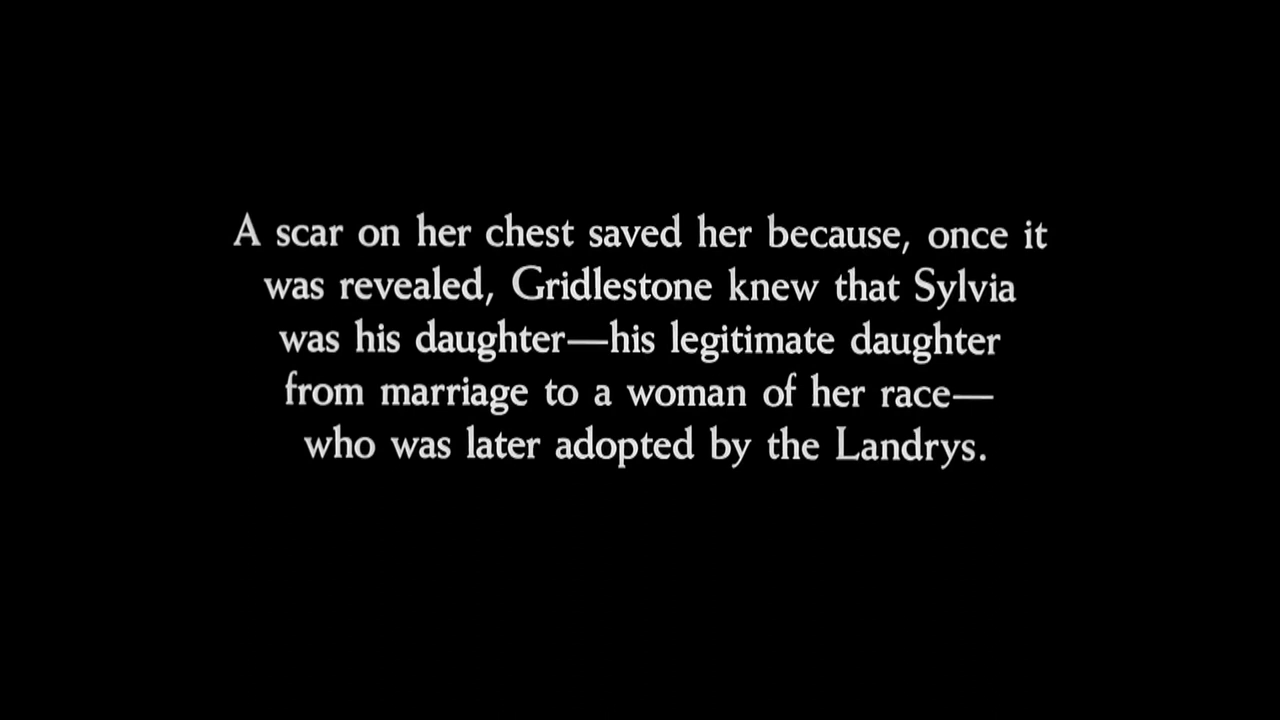 A scar on her chest saved her because, once it
was revealed, Gridlestone knew that Sylvia
was his daughter—his legitimate daughter
from marriage to a woman of her race—
who was later adopted by the Landrys.